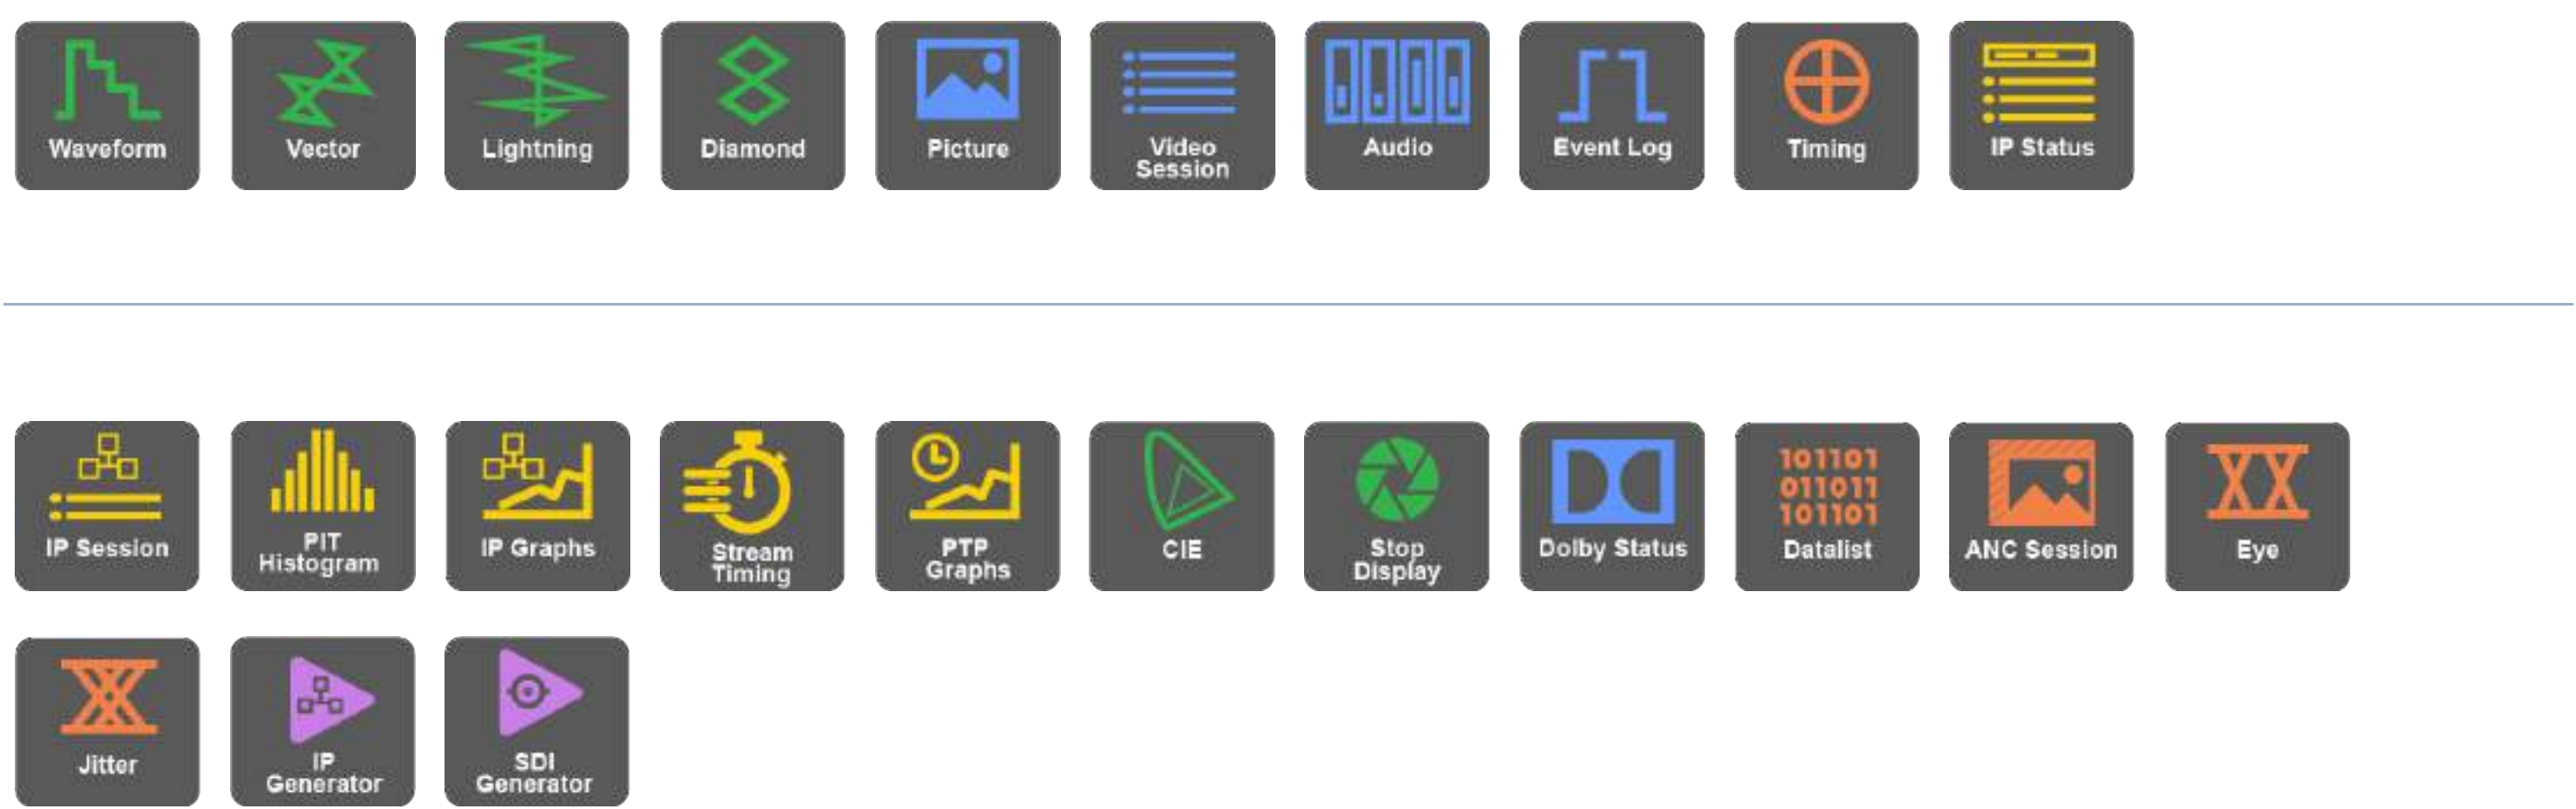 Waveform
Vector
Lightning
Diamond
Picture
Video
Session
Audio
Event Log
Timing
IP Status
IP Session
PIT
Histogram
IP Graphs
Stream
Timing
PTP
Graphs
CIE
Stop
Display
Dolby Status
101101
011011
101101
Datalist
ANC Session
Eye
Jitter
IP
Generator
SDI
Generator